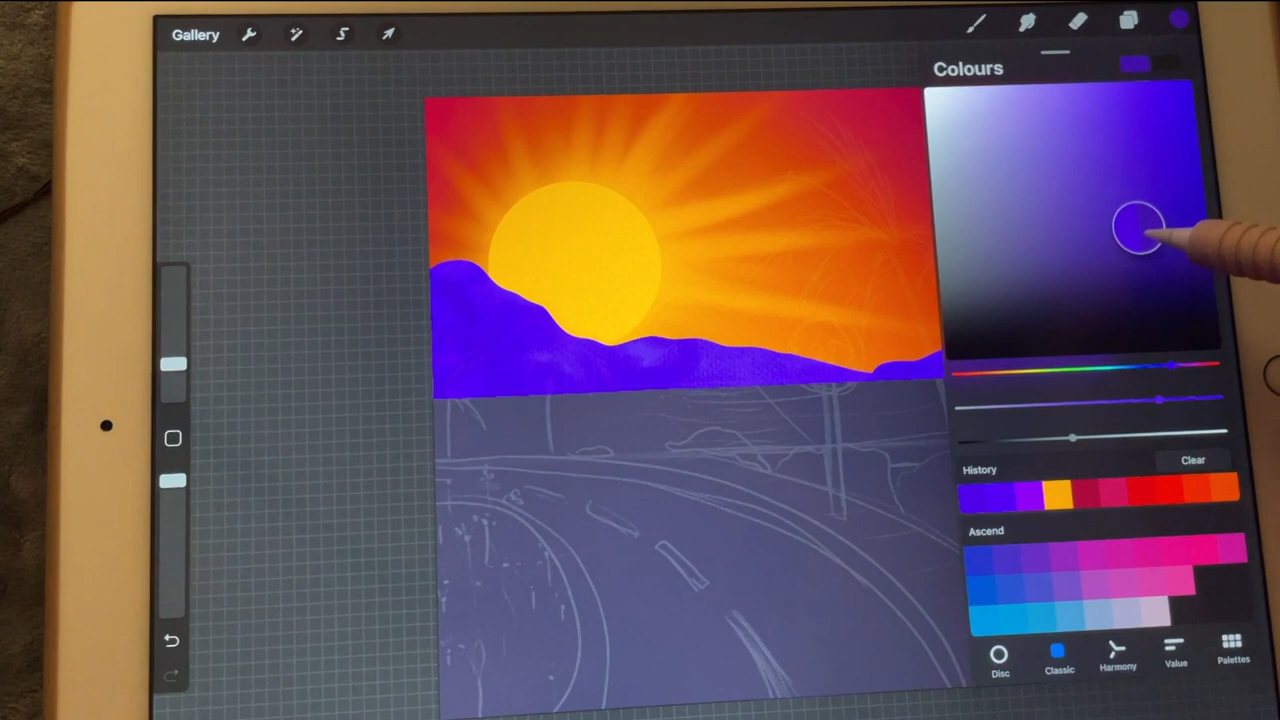 Gallery
Colours
History
Clear
Ascend
Disc
Classic
Harmony
Value
Palettes